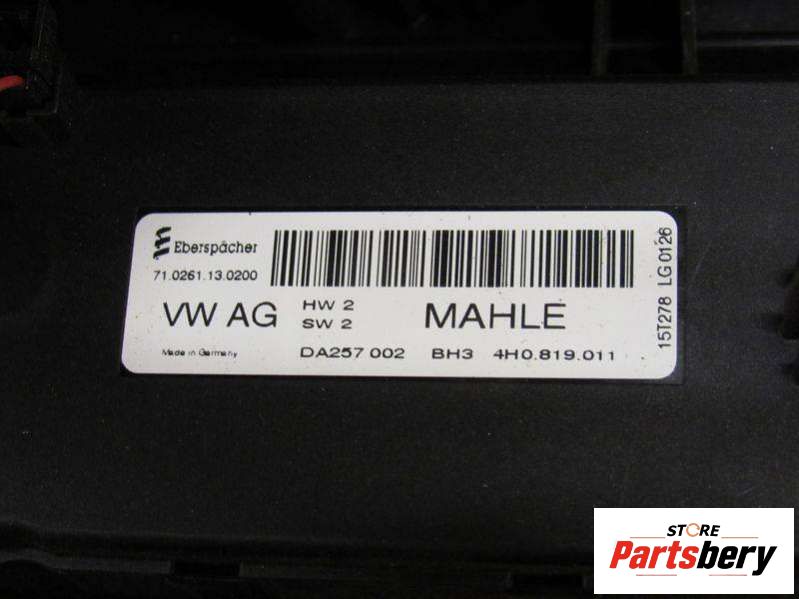 Eberspächer
71.0261.13.0200
VW AG
HW 2
SW 2
MAHLE
Made in Germany
DA257 002 BH3 4H0.819.011
15T278 LG0126
STORE
Partsbery